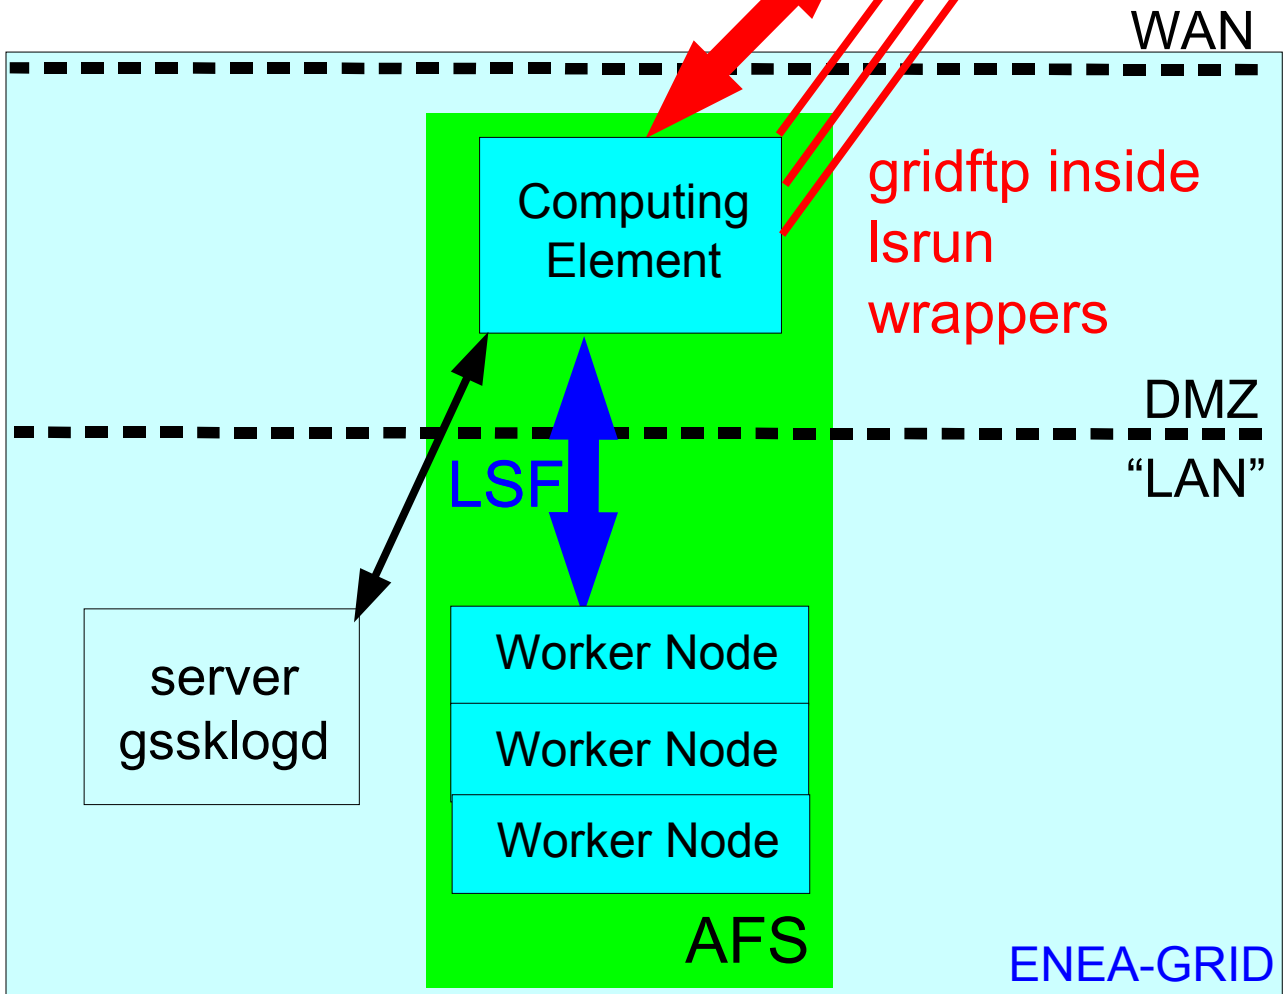 WAN
Computing
Element
gridftp inside
lsrun
wrappers
DMZ
LSF
“LAN”
server
gssklogd
Worker Node
Worker Node
Worker Node
AFS
ENEA-GRID